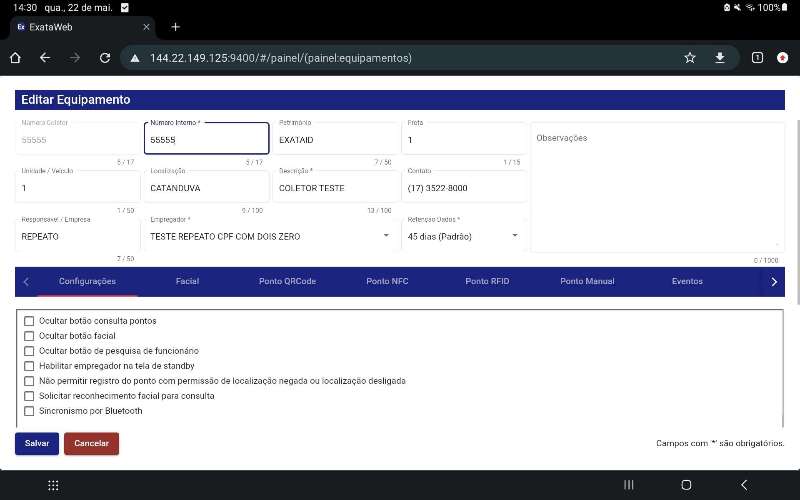 14:30 qua., 22 de mai. 100%
Ex ExataWeb
144.22.149.125:9400/#/painel/(painel:equipamentos) 1
Editar Equipamento
Número Coletor Número Interno * Patrimônio Prefa Observações
55555 55555 EXATAID 1
5 / 17 5 / 17 7 / 50 1 / 15
Unidade / Veículo Localização Descrição * Contato
1 CATANDUVA COLETOR TESTE (17) 3522-8000
1 / 50 9 / 100 13 / 100
Responsável / Empresa Empregador * Retenção Dados *
REPEATO TESTE REPEATO CPF COM DOIS ZERO 45 dias (Padrão)
7 / 50 0 / 1000
Configurações Facial Ponto QRCode Ponto NFC Ponto RFID Ponto Manual Eventos
Ocultar botão consulta pontos
Ocultar botão facial
Ocultar botão de pesquisa de funcionário
Habilitar empregador na tela de standby
Não permitir registro do ponto com permissão de localização negada ou localização desligada
Solicitar reconhecimento facial para consulta
Sincronismo por Bluetooth
Salvar Cancelar Campos com '*' são obrigatórios.